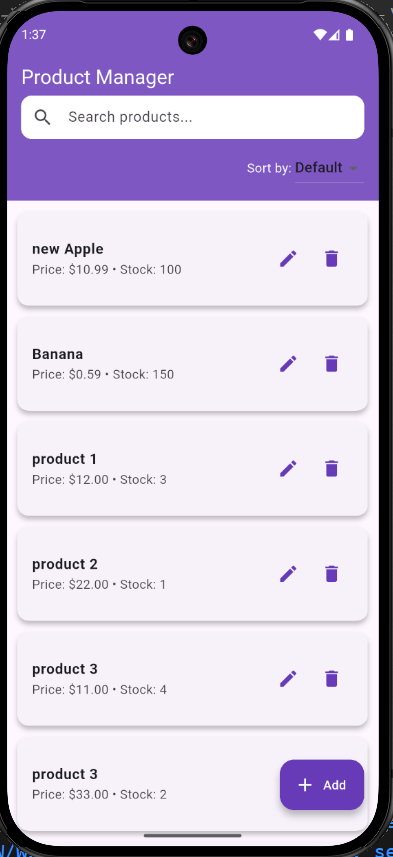 1:37
Product Manager
Search products...
Sort by: Default
new Apple
Price: $10.99 • Stock: 100
Banana
Price: $0.59 • Stock: 150
product 1
Price: $12.00 • Stock: 3
product 2
Price: $22.00 • Stock: 1
product 3
Price: $11.00 • Stock: 4
product 3
Price: $33.00 • Stock: 2
Add